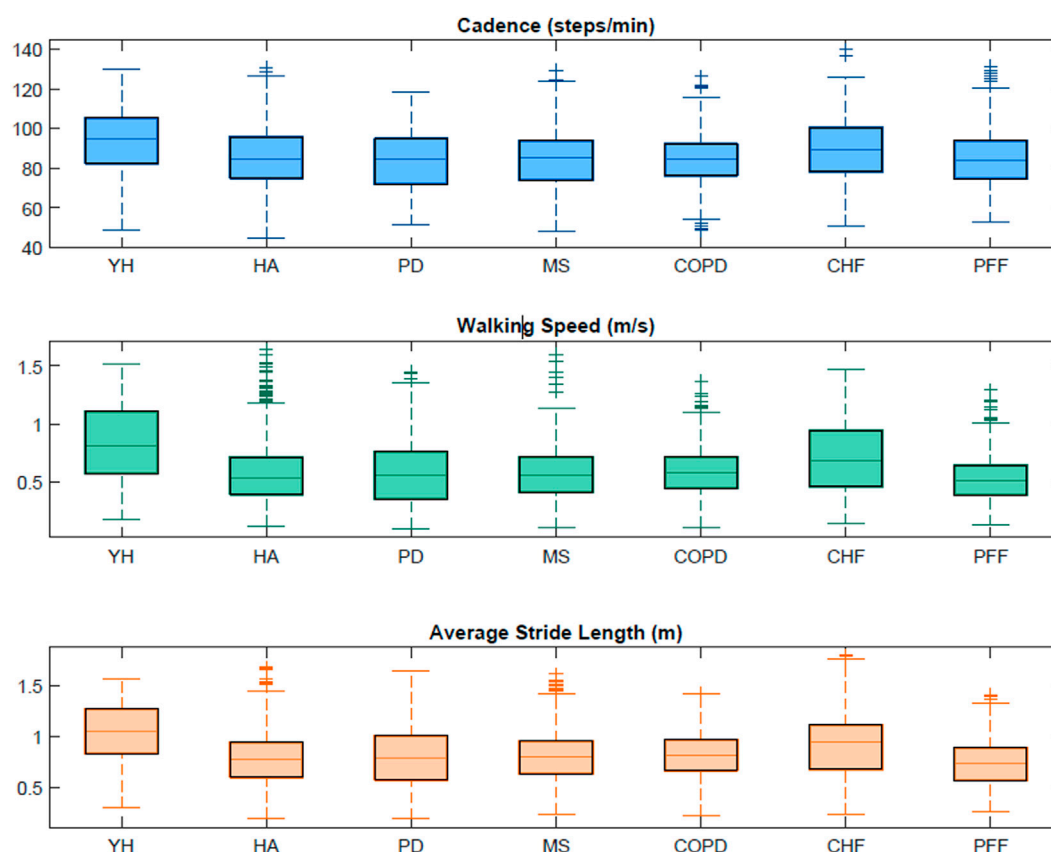 Cadence (steps/min)
140
120
100
80
60
40
YH HA PD MS COPD CHF PFF
Walking Speed (m/s)
1.5
1
0.5
YH HA PD MS COPD CHF PFF
Average Stride Length (m)
1.5
1
0.5
YH HA PD MS COPD CHF PFF